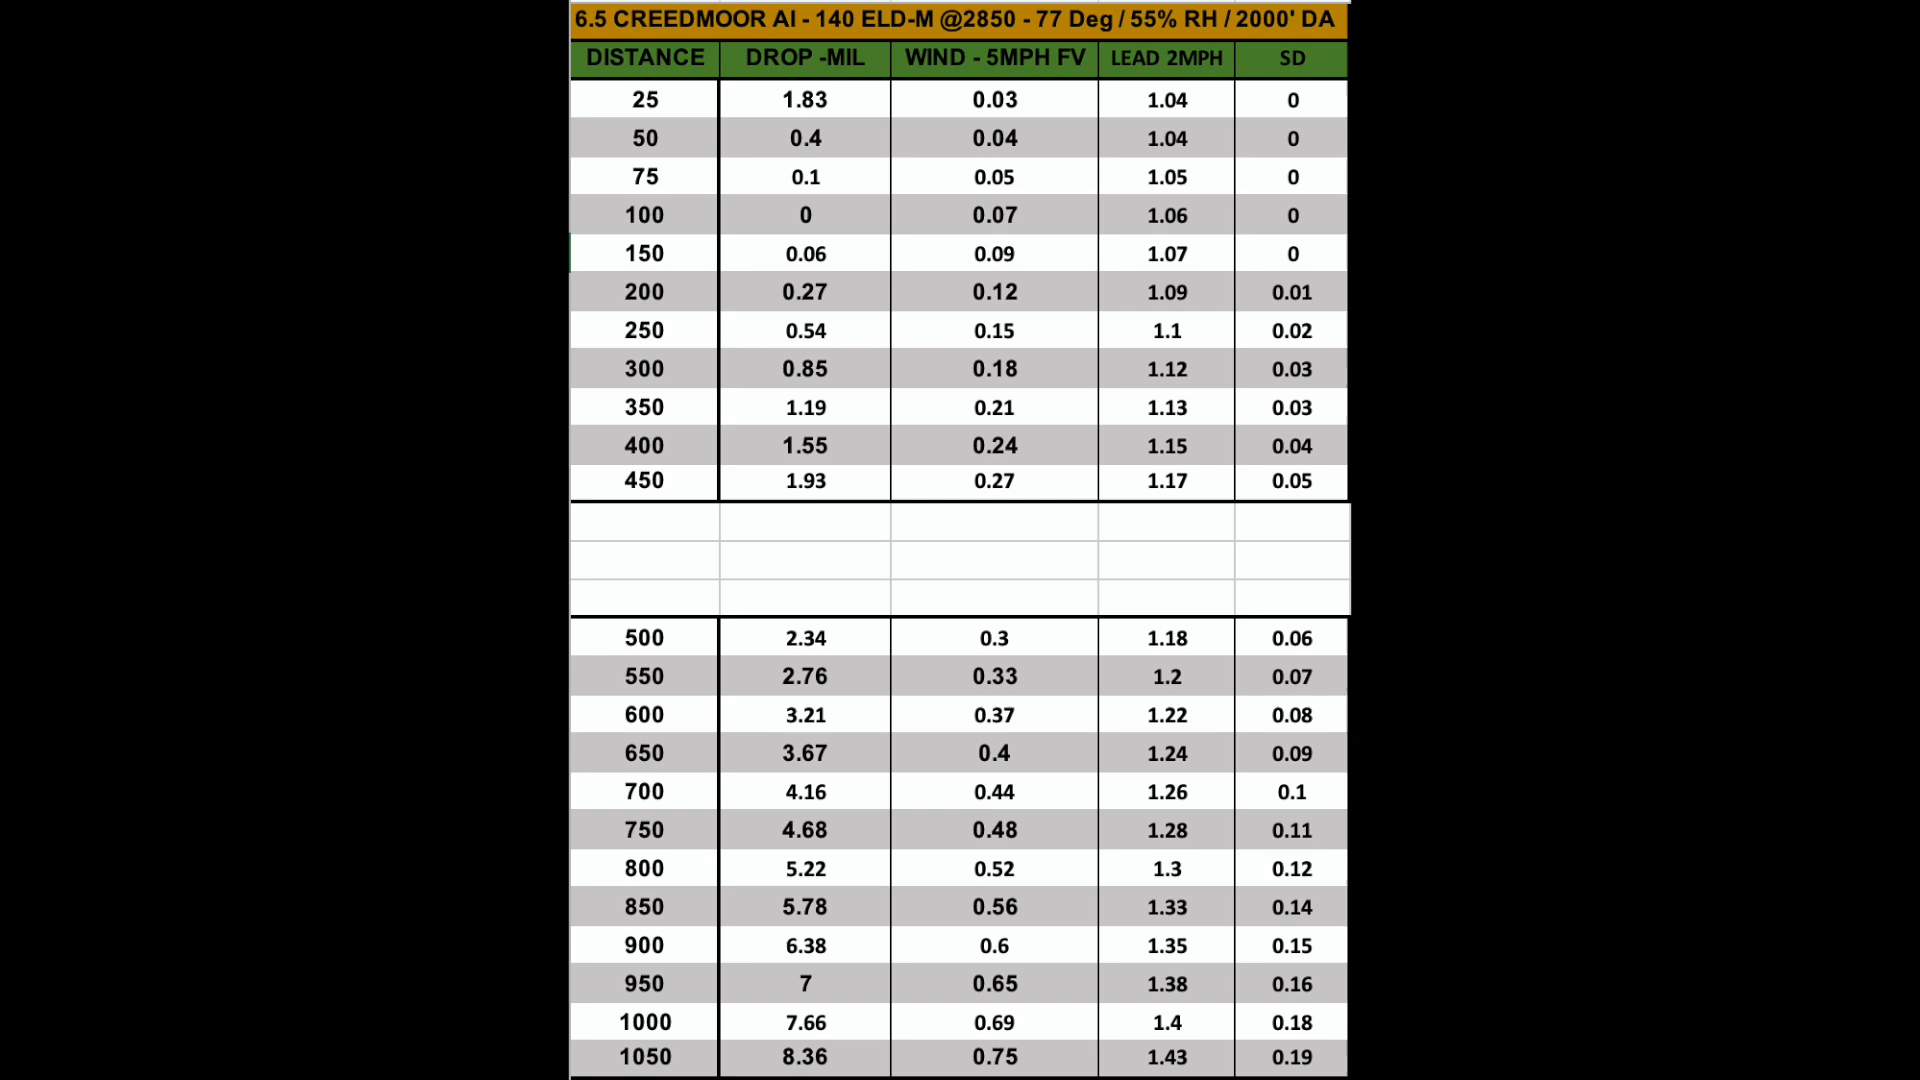 6.5 CREEDMOOR AI - 140 ELD-M @2850 - 77 Deg / 55% RH / 2000' DA
DISTANCE DROP -MIL WIND - 5MPH FV LEAD 2MPH SD
25 1.83 0.03 1.04 0
50 0.4 0.04 1.04 0
75 0.1 0.05 1.05 0
100 0 0.07 1.06 0
150 0.06 0.09 1.07 0
200 0.27 0.12 1.09 0.01
250 0.54 0.15 1.1 0.02
300 0.85 0.18 1.12 0.03
350 1.19 0.21 1.13 0.03
400 1.55 0.24 1.15 0.04
450 1.93 0.27 1.17 0.05
500 2.34 0.3 1.18 0.06
550 2.76 0.33 1.2 0.07
600 3.21 0.37 1.22 0.08
650 3.67 0.4 1.24 0.09
700 4.16 0.44 1.26 0.1
750 4.68 0.48 1.28 0.11
800 5.22 0.52 1.3 0.12
850 5.78 0.56 1.33 0.14
900 6.38 0.6 1.35 0.15
950 7 0.65 1.38 0.16
1000 7.66 0.69 1.4 0.18
1050 8.36 0.75 1.43 0.19